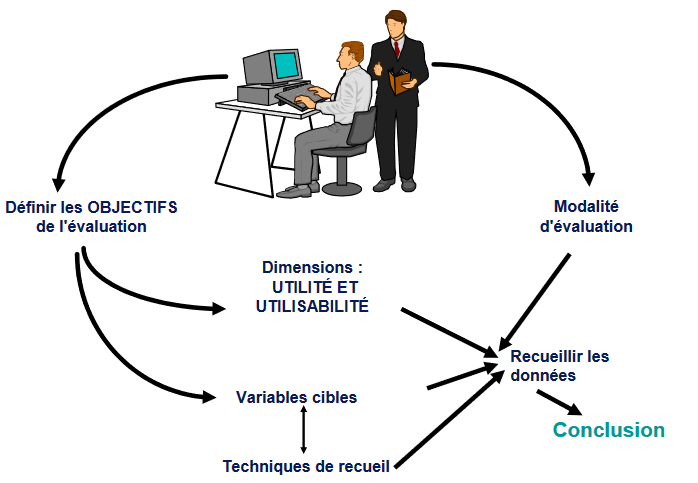 Définir les OBJECTIFS
de l'évaluation
Modalité
d'évaluation
Dimensions :
UTILITÉ ET
UTILISABILITÉ
Recueillir les
données
Variables cibles
Conclusion
Techniques de recueil